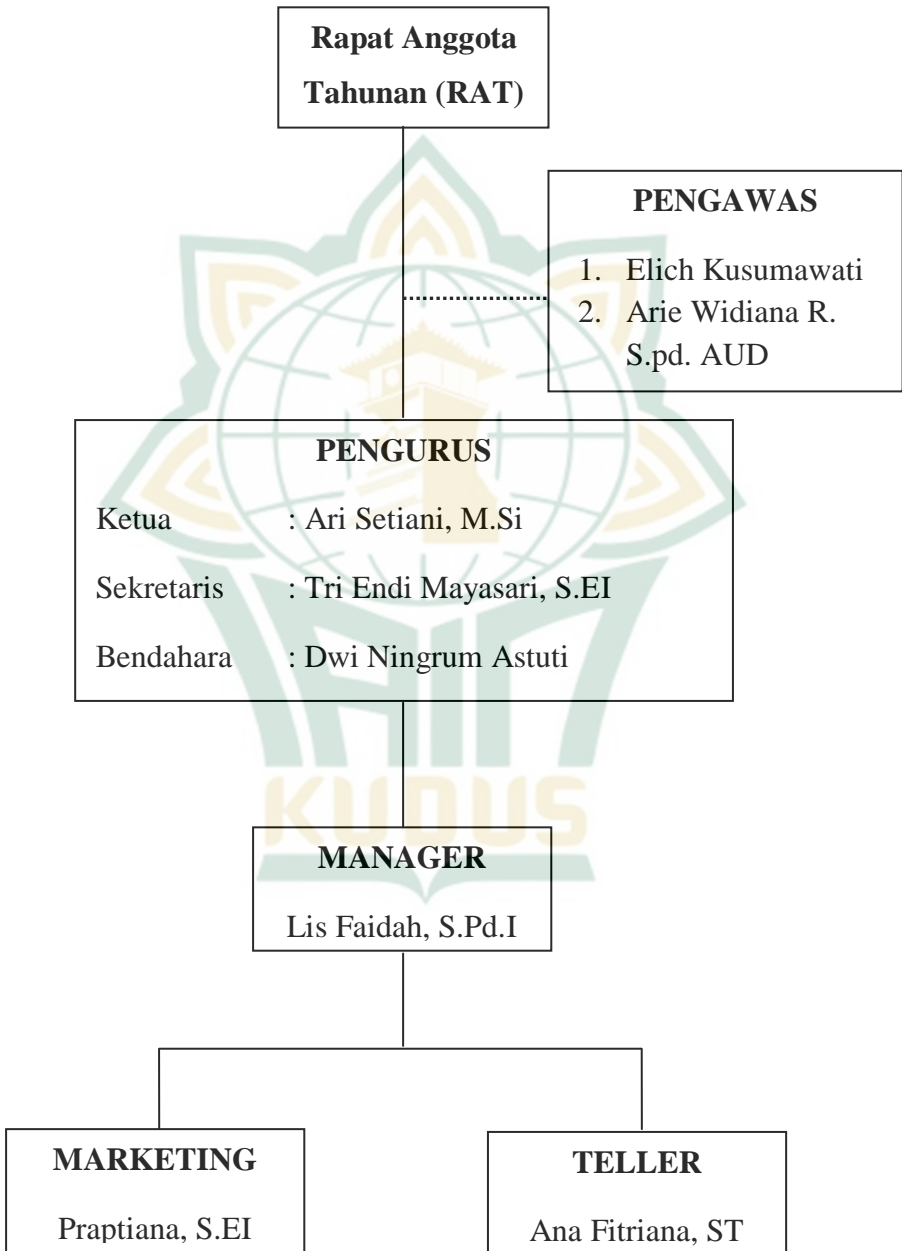 Rapat Anggota
Tahunan (RAT)
PENGAWAS
1. Elich Kusumawati
2. Arie Widiana R.
S.pd. AUD
PENGURUS
Ketua : Ari Setiani, M.Si
Sekretaris : Tri Endi Mayasari, S.EI
Bendahara : Dwi Ningrum Astuti
IAIN
KUDUS
MANAGER
Lis Faidah, S.Pd.I
MARKETING
Praptiana, S.EI
TELLER
Ana Fitriana, ST